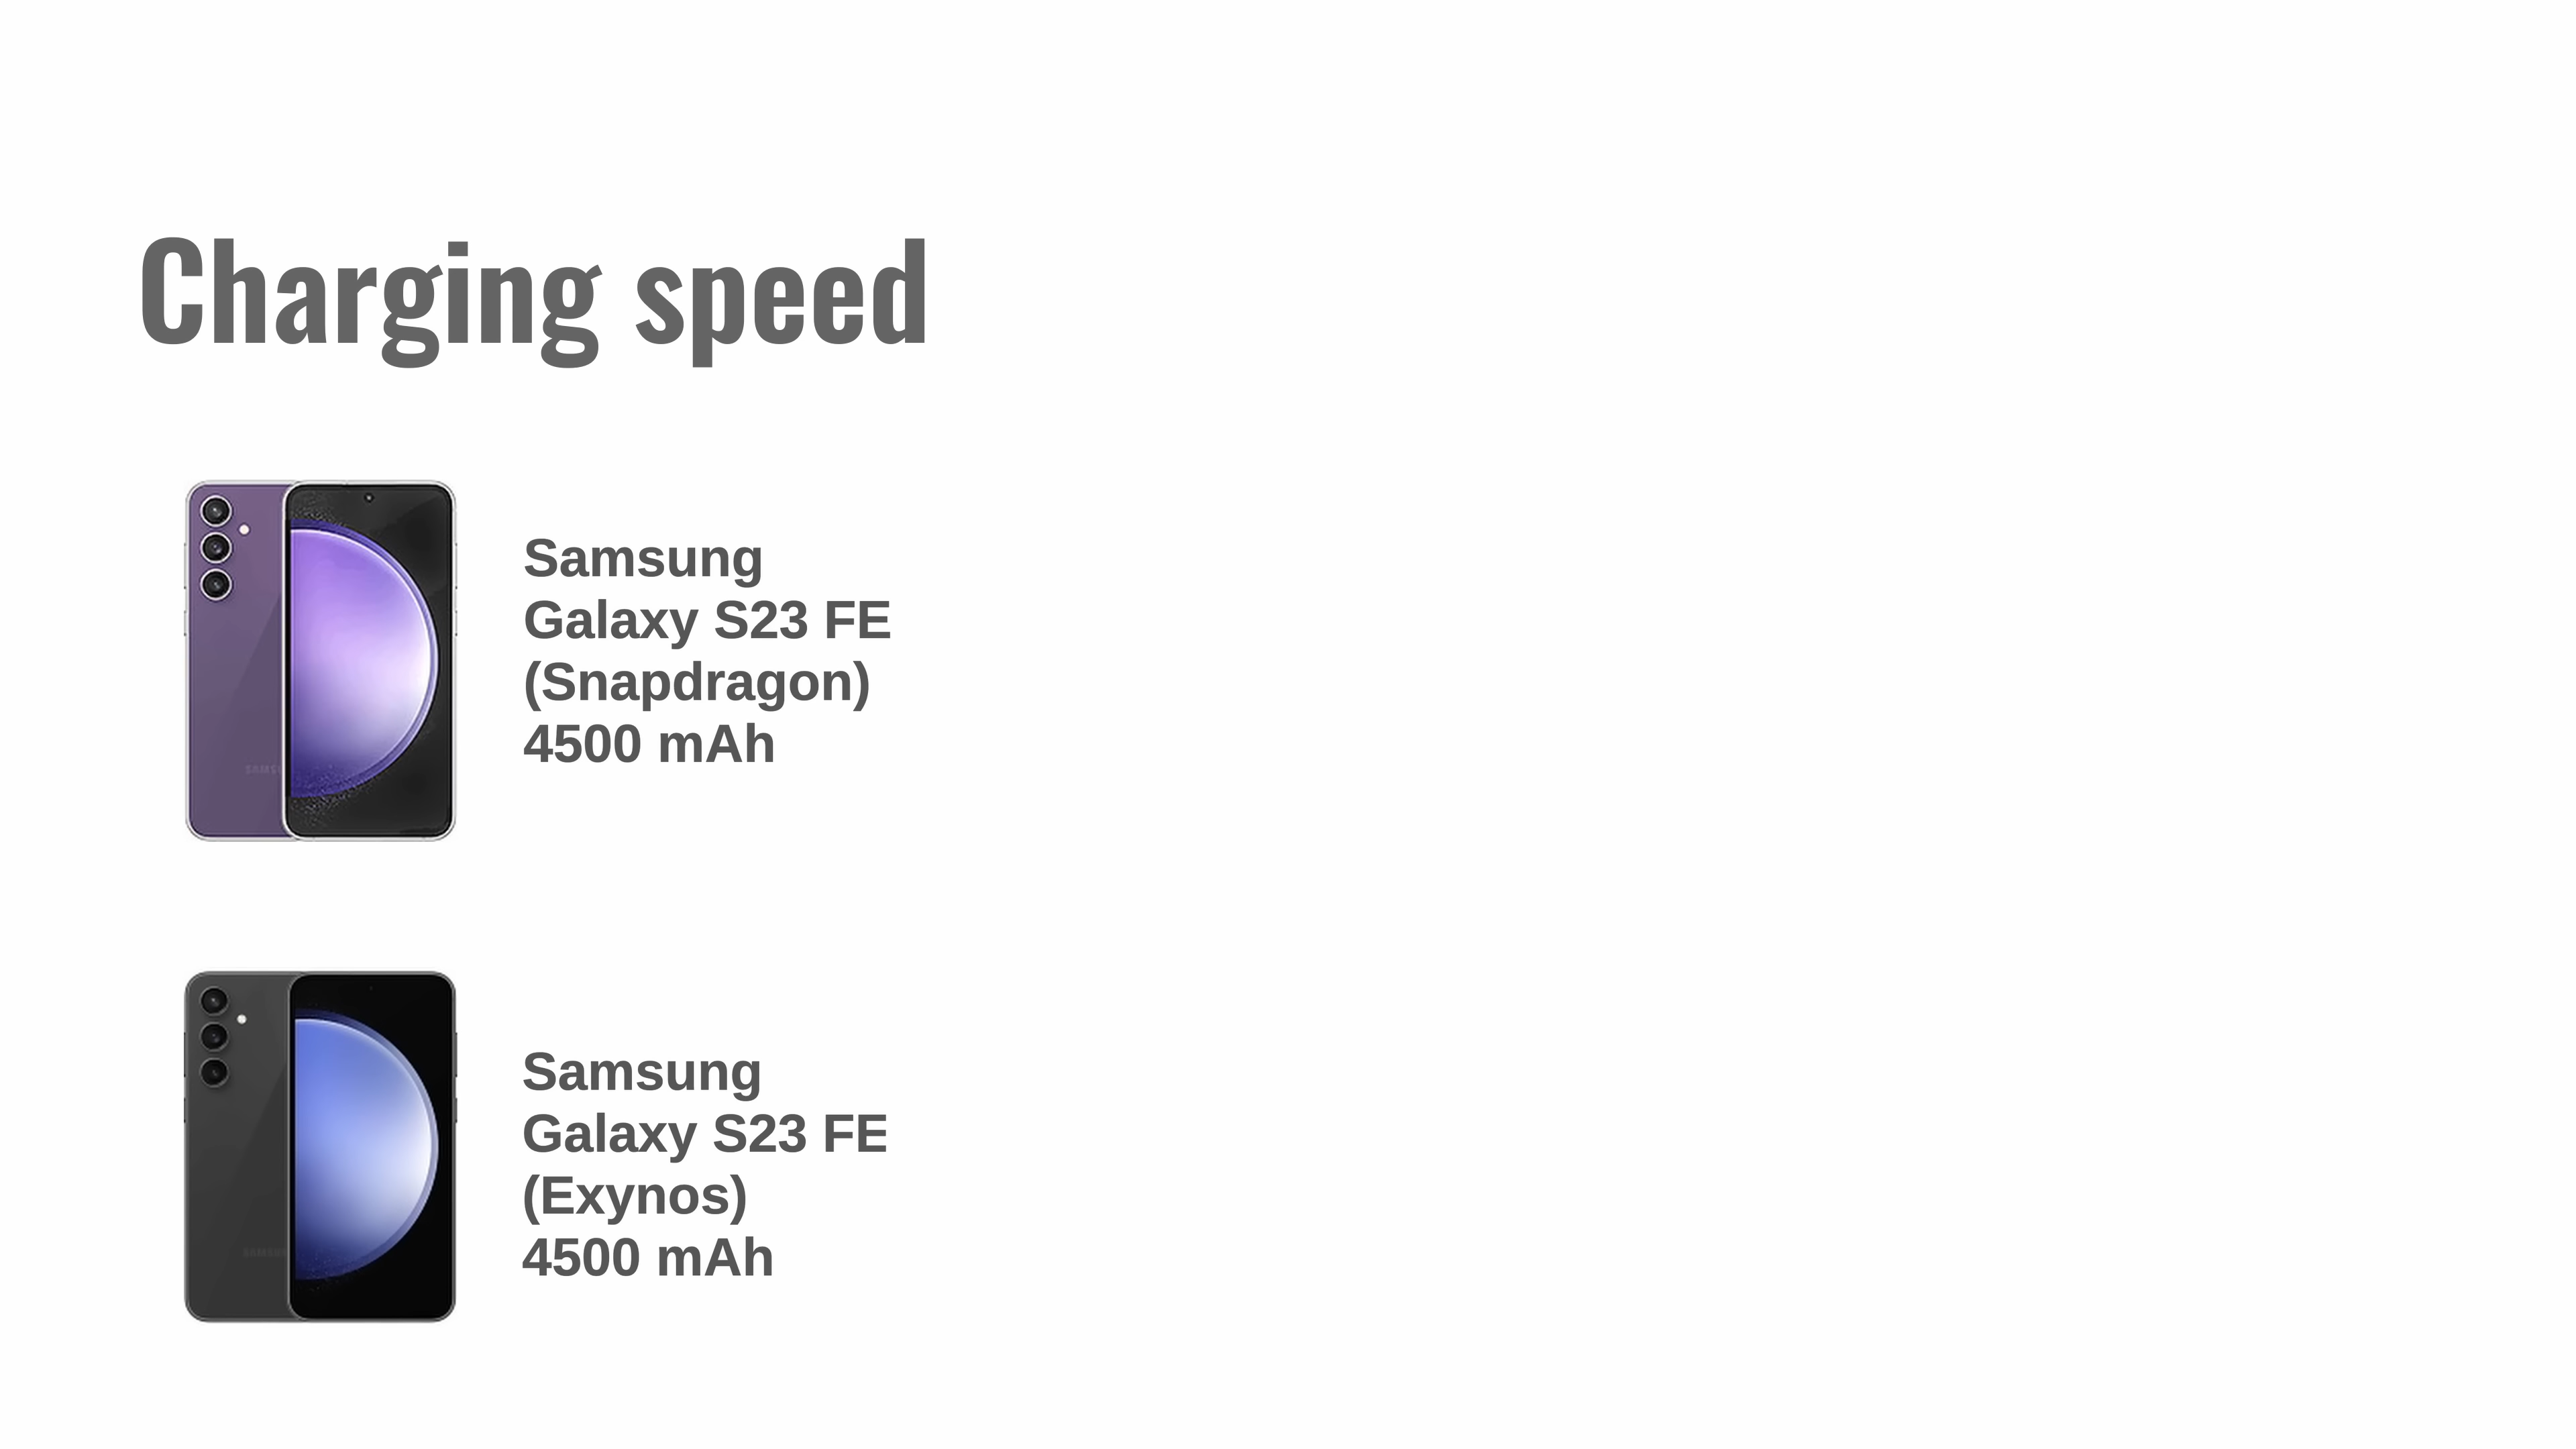 Charging speed
Samsung
Galaxy S23 FE
(Snapdragon)
4500 mAh
Samsung
Galaxy S23 FE
(Exynos)
4500 mAh